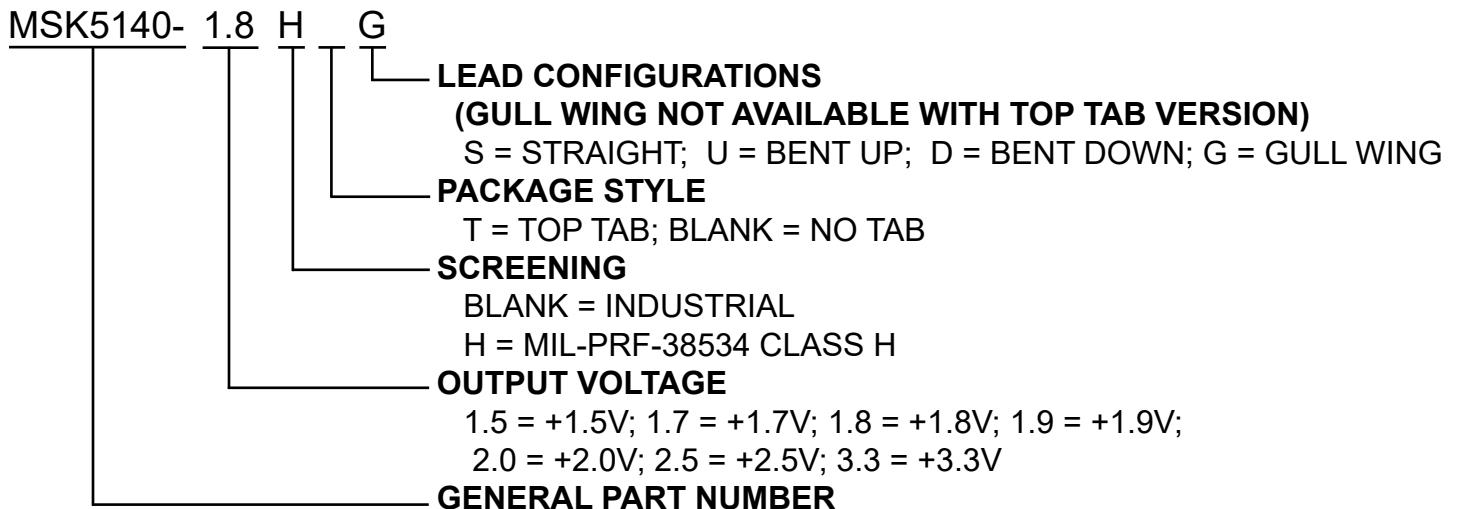 MSK5140- 1.8 H _ G
LEAD CONFIGURATIONS
(GULL WING NOT AVAILABLE WITH TOP TAB VERSION)
S = STRAIGHT; U = BENT UP; D = BENT DOWN; G = GULL WING
PACKAGE STYLE
T = TOP TAB; BLANK = NO TAB
SCREENING
BLANK = INDUSTRIAL
H = MIL-PRF-38534 CLASS H
OUTPUT VOLTAGE
1.5 = +1.5V; 1.7 = +1.7V; 1.8 = +1.8V; 1.9 = +1.9V;
2.0 = +2.0V; 2.5 = +2.5V; 3.3 = +3.3V
GENERAL PART NUMBER